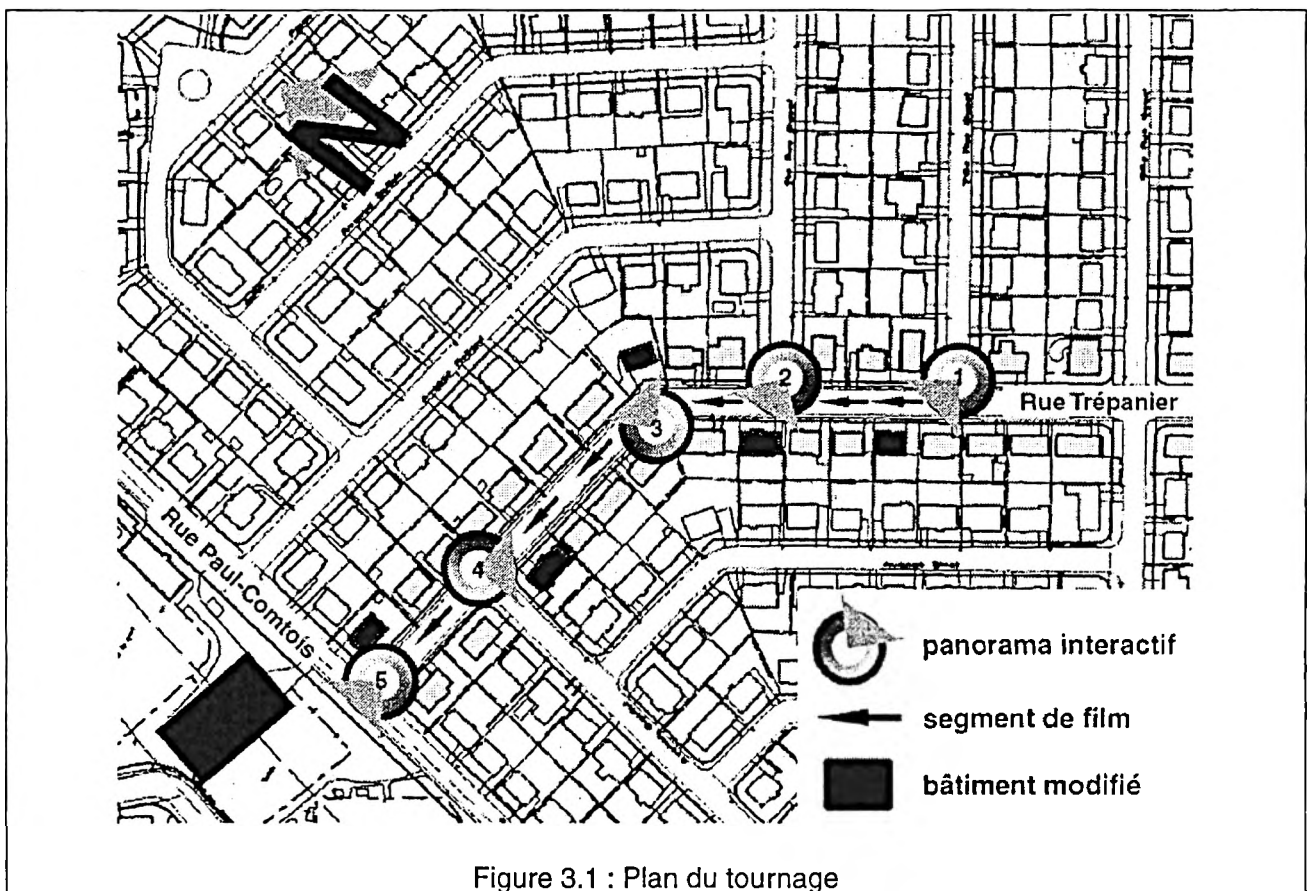 N
2
1
Rue Trépanier
3
Rue Paul-Comtois
4
5
panorama interactif
segment de film
bâtiment modifié
Figure 3.1 : Plan du tournage